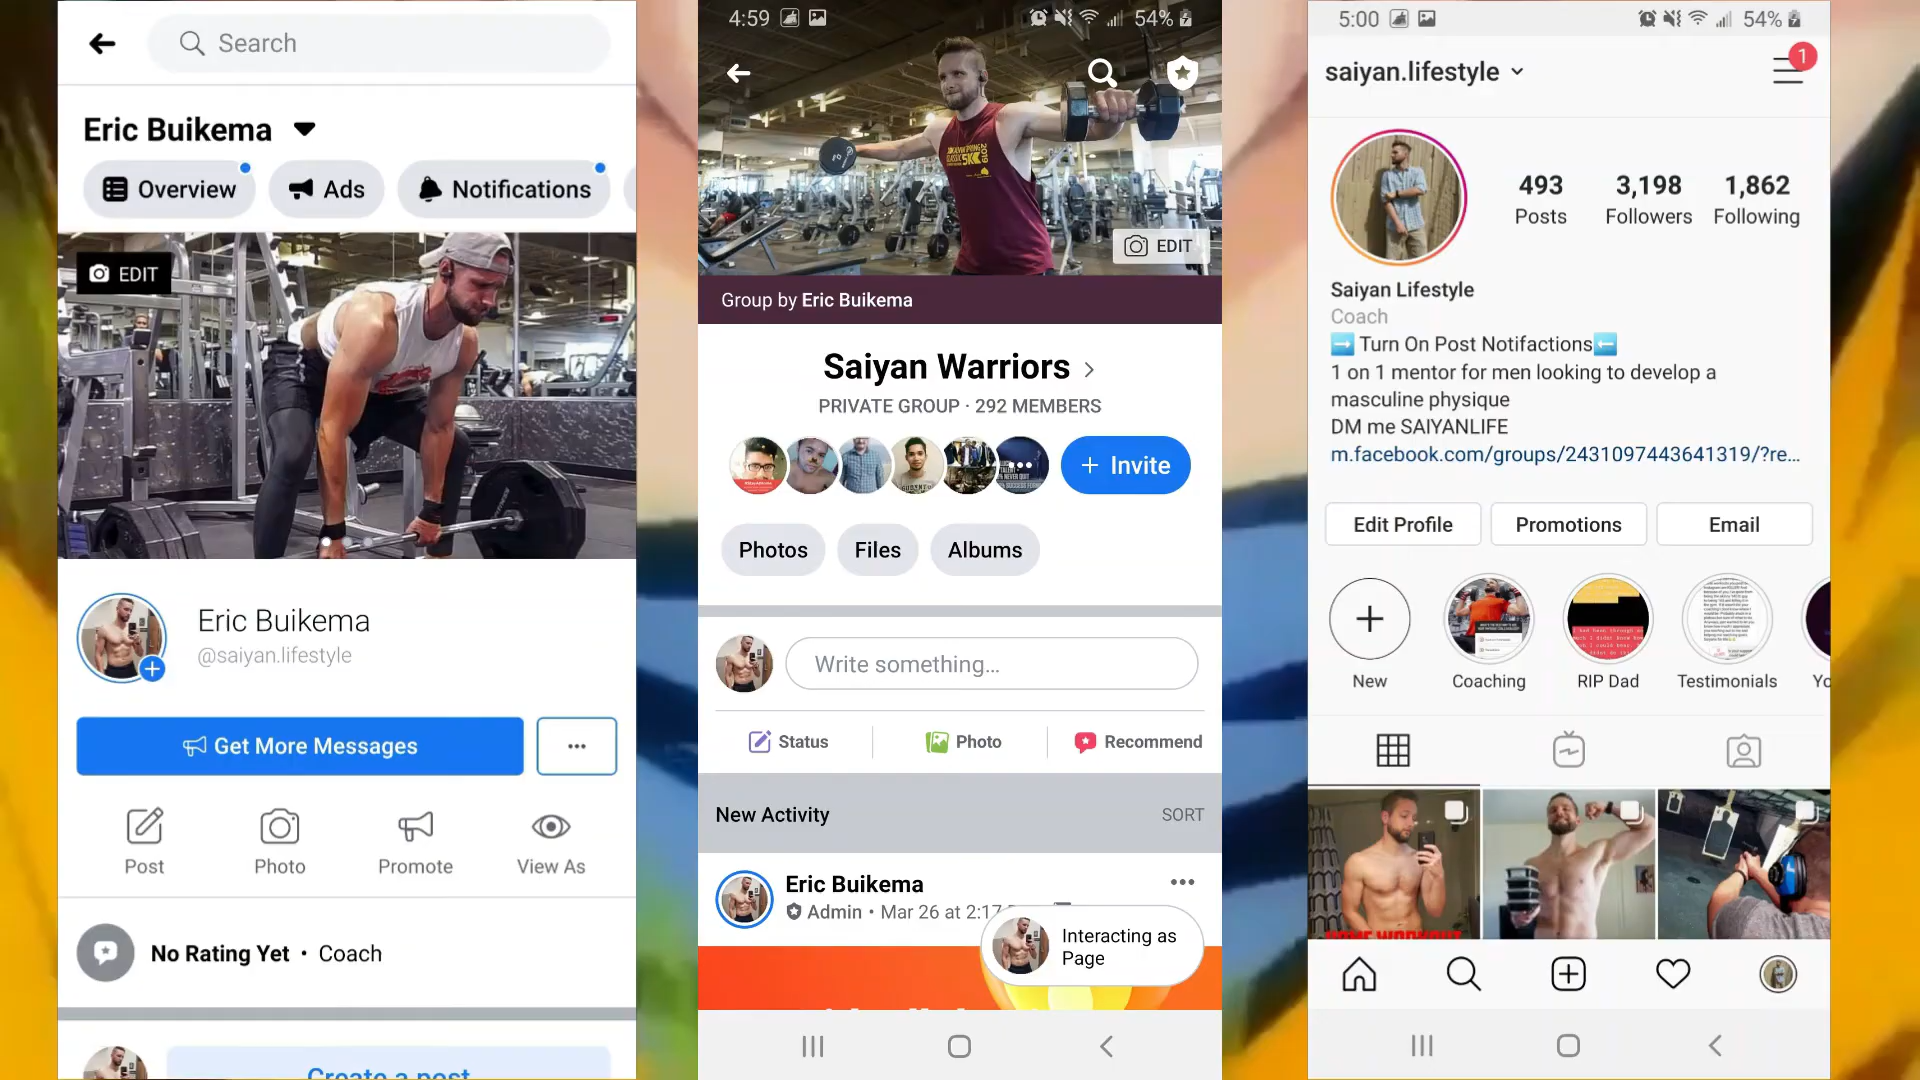 Search
Eric Buikema
Overview
Ads
Notifications
EDIT
Eric Buikema
@saiyan.lifestyle
Get More Messages
Post
Photo
Promote
View As
No Rating Yet • Coach
Create a post
4:59
54%
2019
5K
EDIT
Group by Eric Buikema
Saiyan Warriors
PRIVATE GROUP · 292 MEMBERS
+ Invite
Photos
Files
Albums
Write something...
Status
Photo
Recommend
New Activity
SORT
Eric Buikema
Admin • Mar 26 at 2:17
Interacting as
Page
5:00
54%
saiyan.lifestyle
1
493
Posts
3,198
Followers
1,862
Following
Saiyan Lifestyle
Coach
➡️ Turn On Post Notifactions⬅️
1 on 1 mentor for men looking to develop a
masculine physique
DM me SAIYANLIFE
m.facebook.com/groups/2431097443641319/?re...
Edit Profile
Promotions
Email
New
Coaching
RIP Dad
Testimonials
Yo